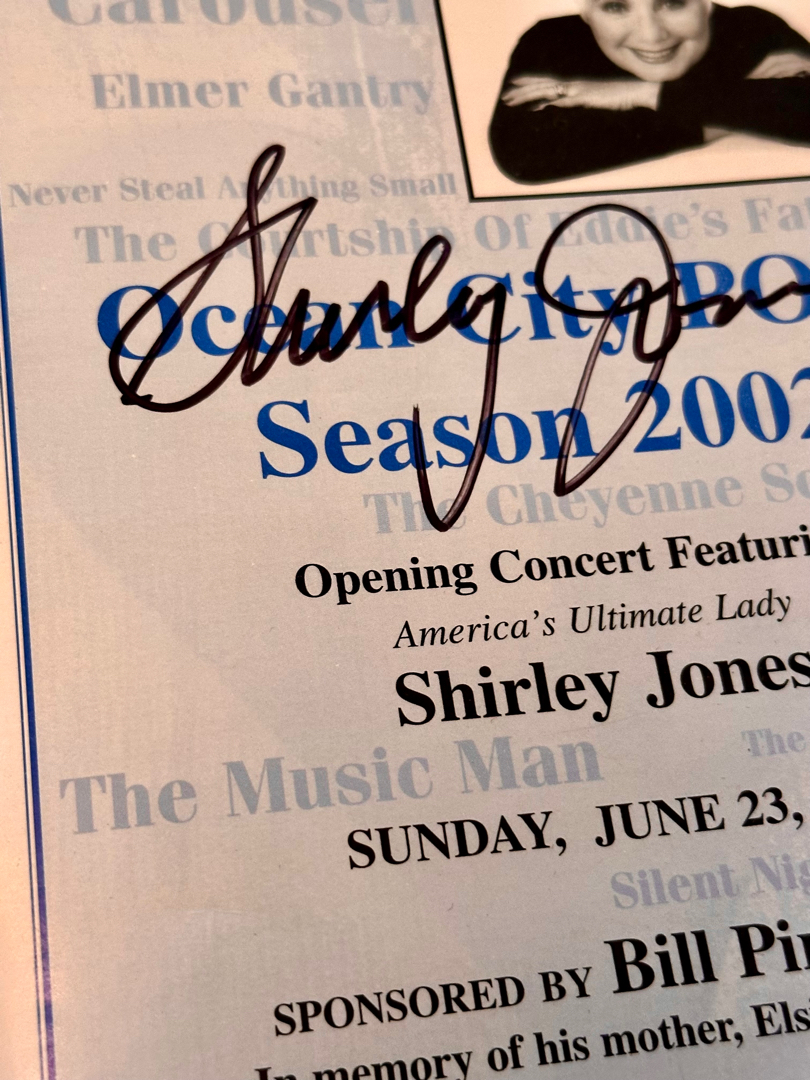 Carousel
Elmer Gantry
Never Steal Anything Small
The Courtship Of Eddie's Fa
Shirley Jones
Ocean City PO
Season 2002
The Cheyenne So
Opening Concert Featuri
America's Ultimate Lady
Shirley Jones
The Music Man
The
SUNDAY, JUNE 23,
Silent Nig
SPONSORED BY Bill Pi
In memory of his mother, Els